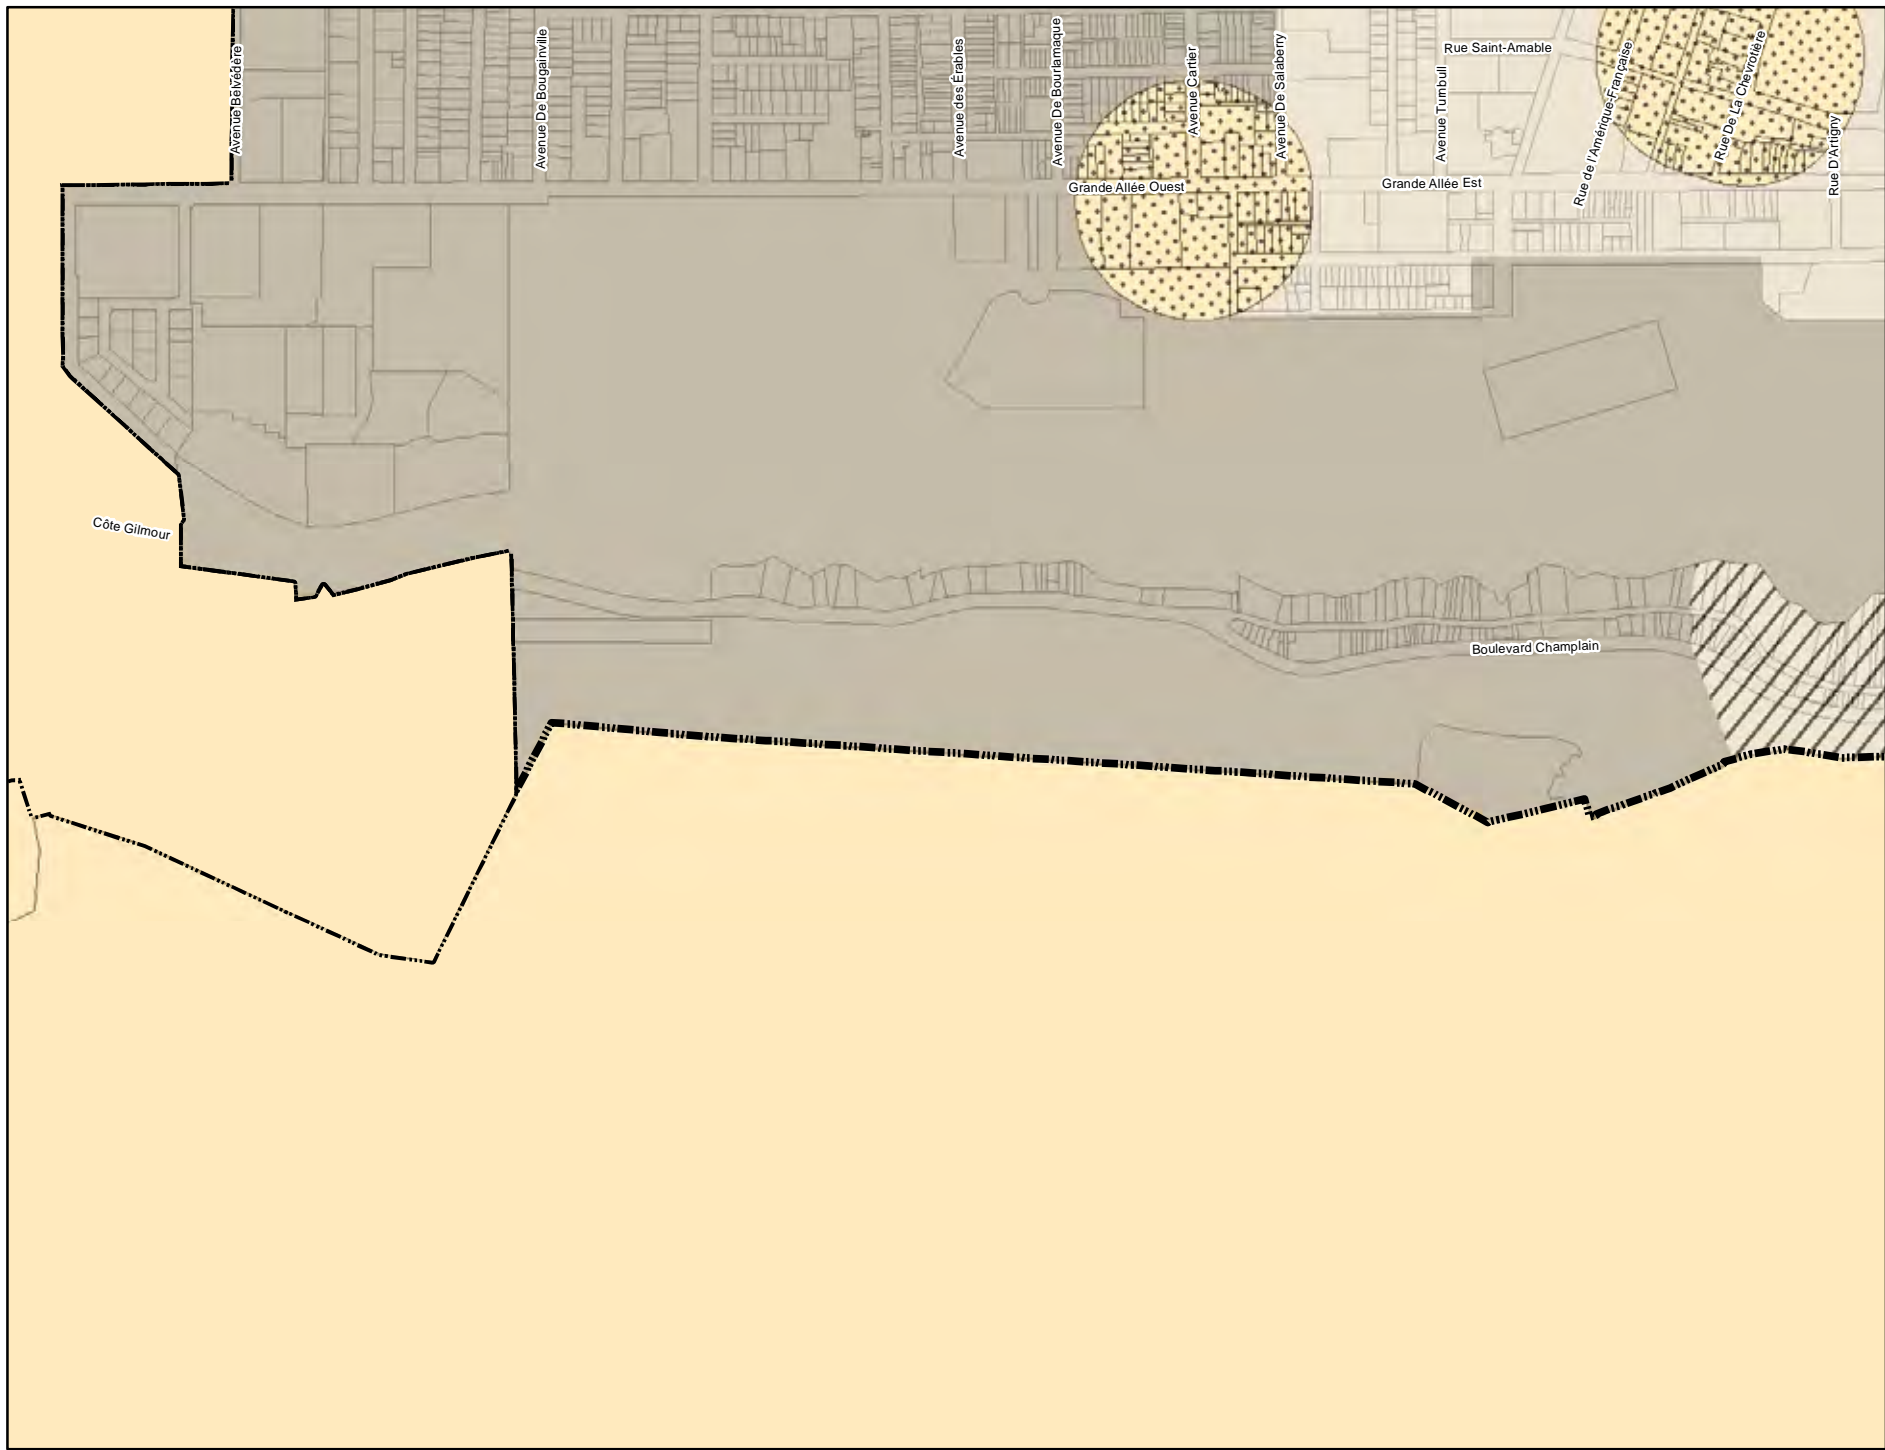 Avenue Belvédère
Avenue De Bougainville
Avenue des Érables
Avenue De Bourlamaque
Avenue Cartier
Avenue De Salaberry
Avenue Turnbull
Rue Saint-Amable
Rue de l'Amérique-Française
Rue De La Chevrotière
Rue D'Artigny
Grande Allée Ouest
Grande Allée Est
Côte Gilmour
Boulevard Champlain